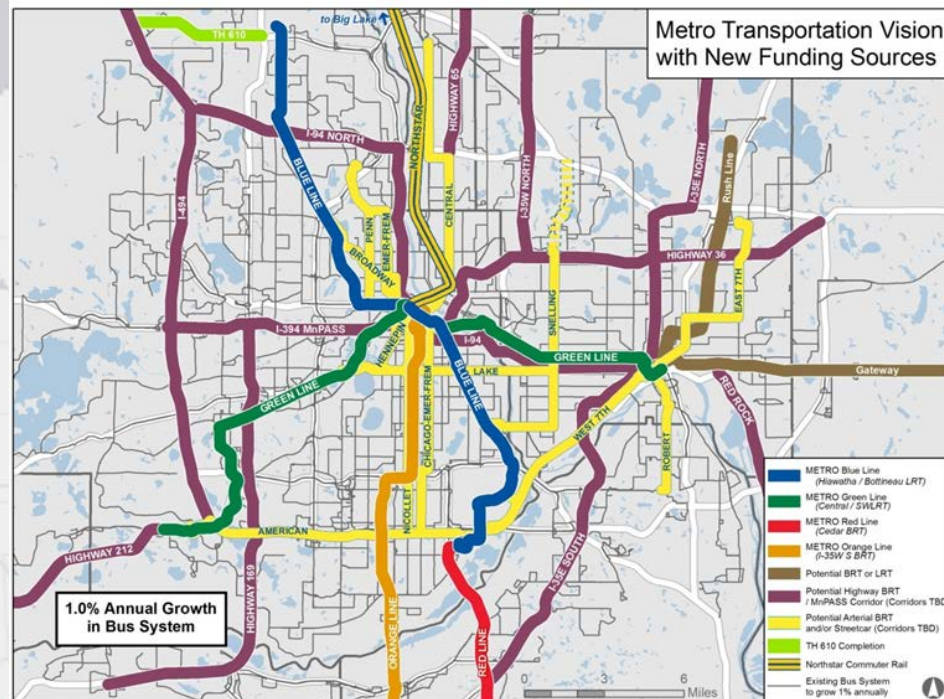 Metro Transportation Vision
with New Funding Sources
to Big Lake
TH 610
I-94 NORTH
BLUE LINE
NORTHSTAR
HIGHWAY 65
I-35W NORTH
I-35E NORTH
Rush Line
I-494
PENN
EMER-FREM
CENTRAL
BROADWAY
HIGHWAY 36
EAST 7TH
SNELLING
I-394 MnPASS
HENNEPIN
I-94
GREEN LINE
LAKE
BLUE LINE
Gateway
GREEN LINE
CHICAGO-EMER-FREM
WEST 7TH
ROBERT
RED ROCK
NICOLLET
AMERICAN
HIGHWAY 212
HIGHWAY 169
I-35E SOUTH
ORANGE LINE
RED LINE
1.0% Annual Growth
in Bus System
METRO Blue Line
(Hiawatha / Bottineau LRT)
METRO Green Line
(Central / SWLRT)
METRO Red Line
(Cedar BRT)
METRO Orange Line
(I-35W S BRT)
Potential BRT or LRT
Potential Highway BRT
/ MnPASS Corridor (Corridors TBD
Potential Arterial BRT
and/or Streetcar (Corridors TBD)
TH 610 Completion
Northstar Commuter Rail
Existing Bus System
to grow 1% annually
0 3 6
Miles